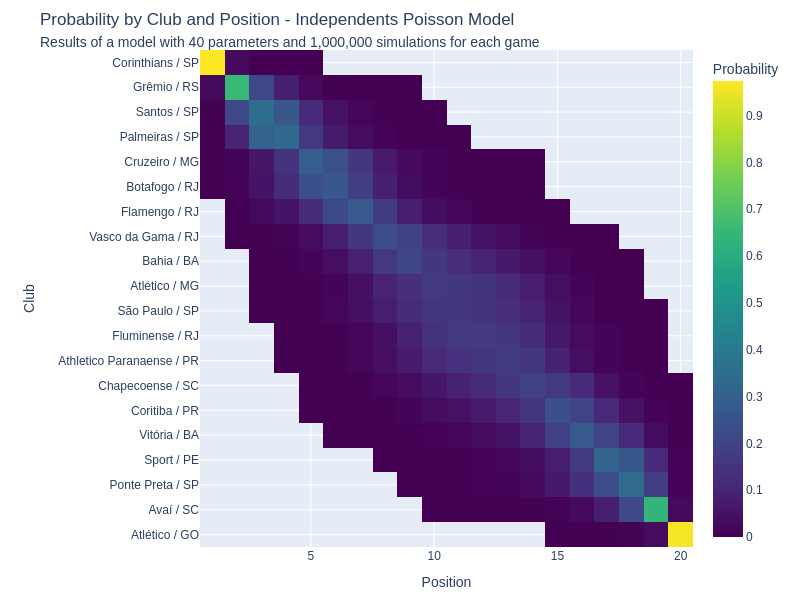 Probability by Club and Position - Independents Poisson Model
Results of a model with 40 parameters and 1,000,000 simulations for each game
Probability
Corinthians / SP
Grêmio / RS
Santos / SP
Palmeiras / SP
Cruzeiro / MG
Botafogo / RJ
Flamengo / RJ
Vasco da Gama / RJ
Bahia / BA
Atlético / MG
São Paulo / SP
Fluminense / RJ
Athletico Paranaense / PR
Chapecoense / SC
Coritiba / PR
Vitória / BA
Sport / PE
Ponte Preta / SP
Avaí / SC
Atlético / GO
Club
5
10
15
20
Position
0.9
0.8
0.7
0.6
0.5
0.4
0.3
0.2
0.1
0